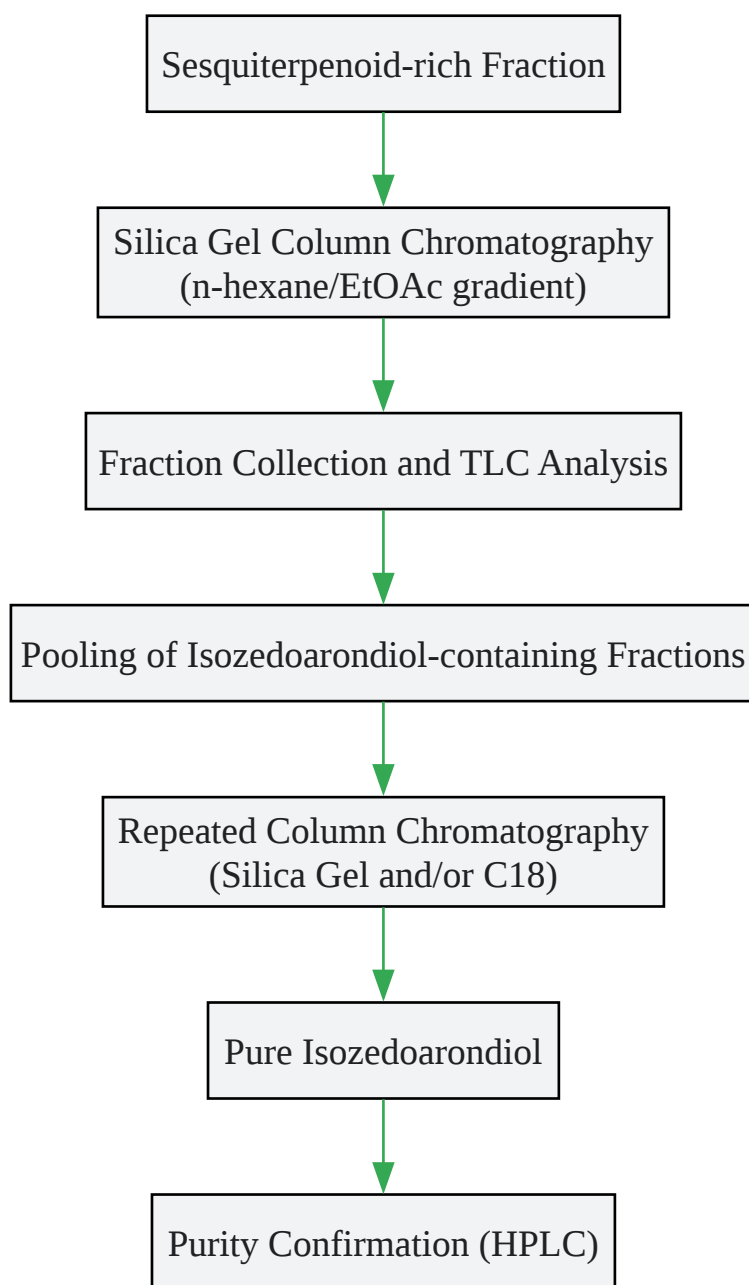 Sesquiterpenoid-rich Fraction
Silica Gel Column Chromatography
(n-hexane/EtOAc gradient)
Fraction Collection and TLC Analysis
Pooling of Isozedoarondiol-containing Fractions
Repeated Column Chromatography
(Silica Gel and/or C18)
Pure Isozedoarondiol
Purity Confirmation (HPLC)